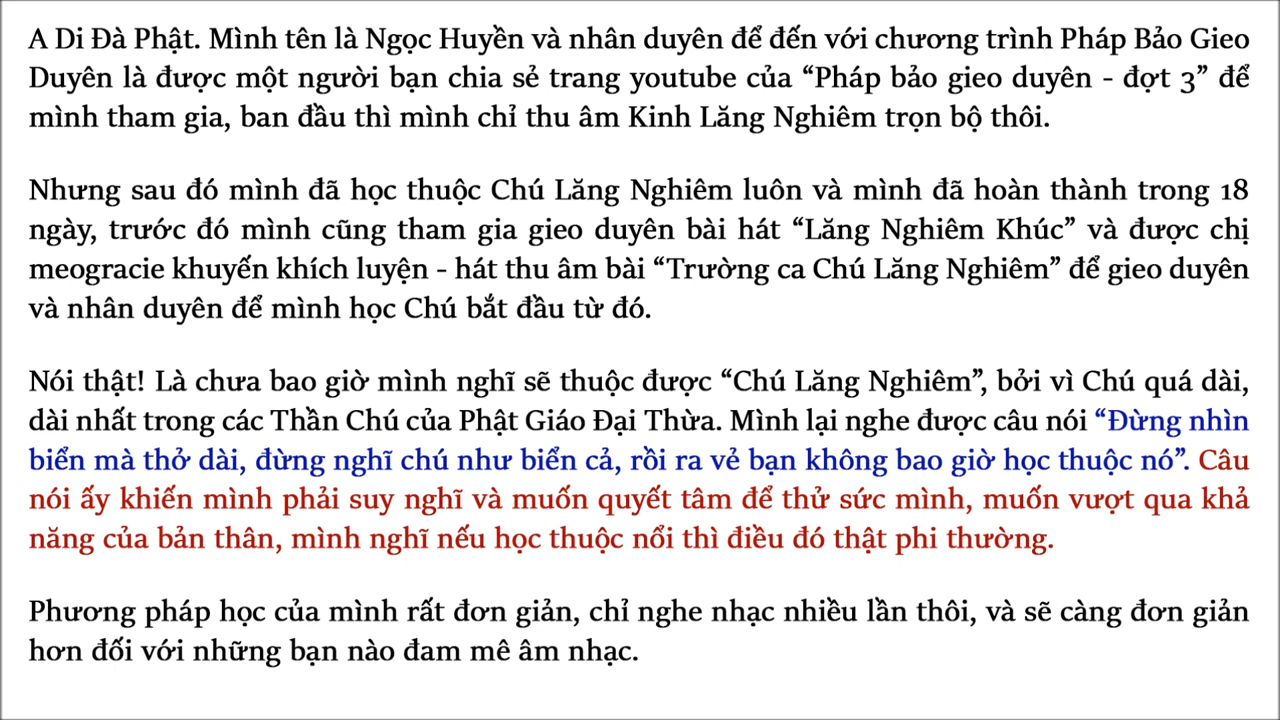 A Di Đà Phật. Mình tên là Ngọc Huyền và nhân duyên để đến với chương trình Pháp Bảo Gieo
Duyên là được một người bạn chia sẻ trang youtube của “Pháp bảo gieo duyên - đợt 3” để
mình tham gia, ban đầu thì mình chỉ thu âm Kinh Lăng Nghiêm trọn bộ thôi.
Nhưng sau đó mình đã học thuộc Chú Lăng Nghiêm luôn và mình đã hoàn thành trong 18
ngày, trước đó mình cũng tham gia gieo duyên bài hát “Lăng Nghiêm Khúc” và được chị
meogracie khuyến khích luyện - hát thu âm bài “Trường ca Chú Lăng Nghiêm” để gieo duyên
và nhân duyên để mình học Chú bắt đầu từ đó.
Nói thật! Là chưa bao giờ mình nghĩ sẽ thuộc được “Chú Lăng Nghiêm”, bởi vì Chú quá dài,
dài nhất trong các Thần Chú của Phật Giáo Đại Thừa. Mình lại nghe được câu nói “Đừng nhìn
biển mà thở dài, đừng nghĩ chú như biển cả, rồi ra vẻ bạn không bao giờ học thuộc nó”. Câu
nói ấy khiến mình phải suy nghĩ và muốn quyết tâm để thử sức mình, muốn vượt qua khả
năng của bản thân, mình nghĩ nếu học thuộc nổi thì điều đó thật phi thường.
Phương pháp học của mình rất đơn giản, chỉ nghe nhạc nhiều lần thôi, và sẽ càng đơn giản
hơn đối với những bạn nào đam mê âm nhạc.